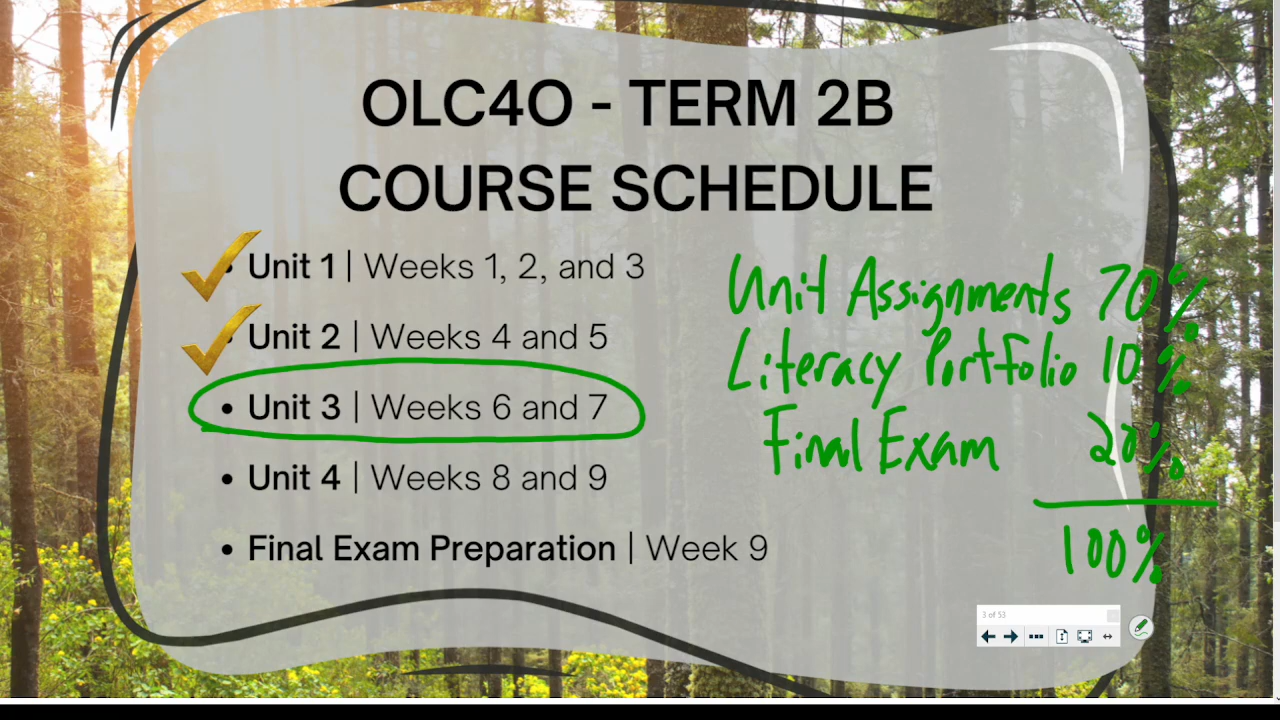 OLC4O - TERM 2B
COURSE SCHEDULE
• Unit 1 | Weeks 1, 2, and 3
• Unit 2 | Weeks 4 and 5
• Unit 3 | Weeks 6 and 7
• Unit 4 | Weeks 8 and 9
• Final Exam Preparation | Week 9
Unit Assignments 70%
Literacy Portfolio 10%
Final Exam 20%
100%
3 of 53